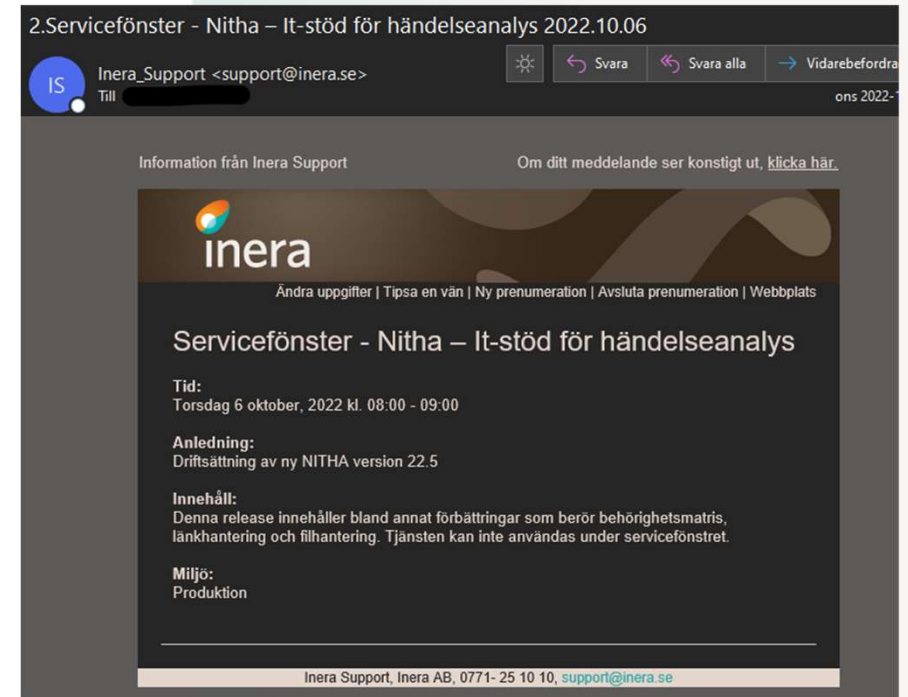 2.Servicefönster - Nitha – It-stöd för händelseanalys 2022.10.06
IS
Inera_Support <support@inera.se>
Svara
Svara alla
Vidarebefordra
Till
ons 2022-
Information från Inera Support
Om ditt meddelande ser konstigt ut, klicka här.
inera
Ändra uppgifter | Tipsa en vän | Ny prenumeration | Avsluta prenumeration | Webbplats
Servicefönster - Nitha – It-stöd för händelseanalys
Tid:
Torsdag 6 oktober, 2022 kl. 08:00 - 09:00
Anledning:
Driftsättning av ny NITHA version 22.5
Innehåll:
Denna release innehåller bland annat förbättringar som berör behörighetsmatris,
länkhantering och filhantering. Tjänsten kan inte användas under servicefönstret.
Miljö:
Produktion
Inera Support, Inera AB, 0771- 25 10 10, support@inera.se